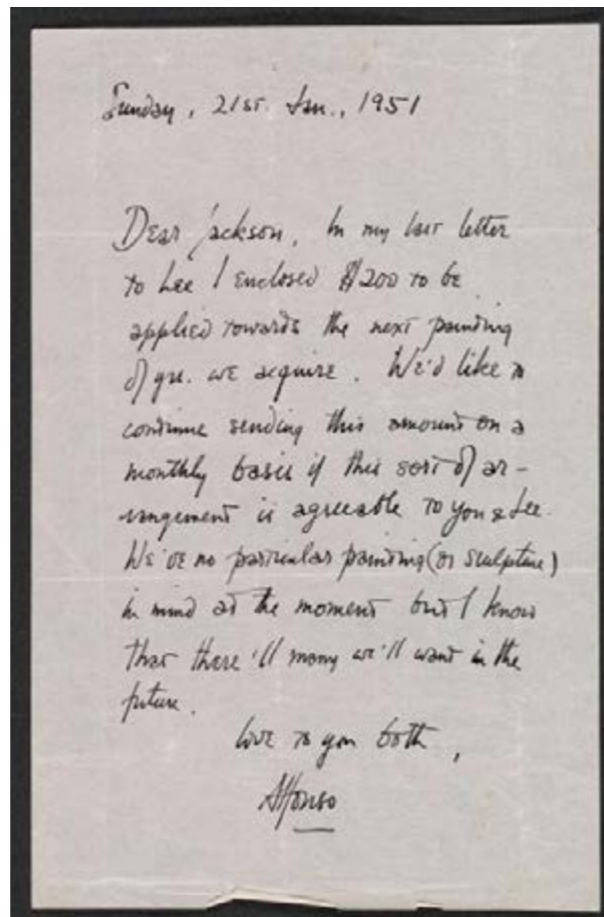 Sunday, 21st. Jan., 1951
Dear Jackson, In my last letter
to Lee I enclosed $200 to be
applied towards the next painting
of yrs. we acquire. We'd like to
continue sending this amount on a
monthly basis if this sort of ar-
rangement is agreeable to you & Lee.
We've no particular painting (or sculpture)
in mind at the moment but I know
that there'll many we'll want in the
future.
love to you both,
Alfonso